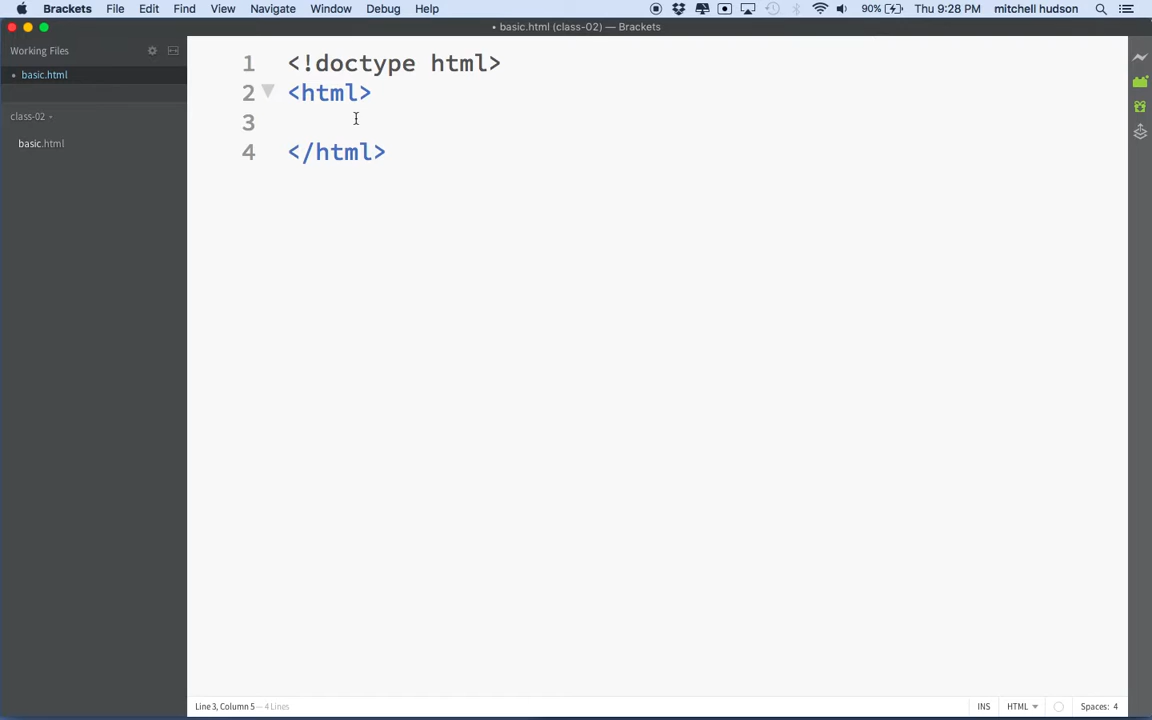 Brackets File Edit Find View Navigate Window Debug Help 90% Thu 9:28 PM mitchell hudson
• basic.html (class-02) — Brackets
Working Files
• basic.html
class-02
basic.html
1 <!doctype html>
2 <html>
3
4 </html>
Line 3, Column 5 — 4 Lines INS HTML Spaces: 4